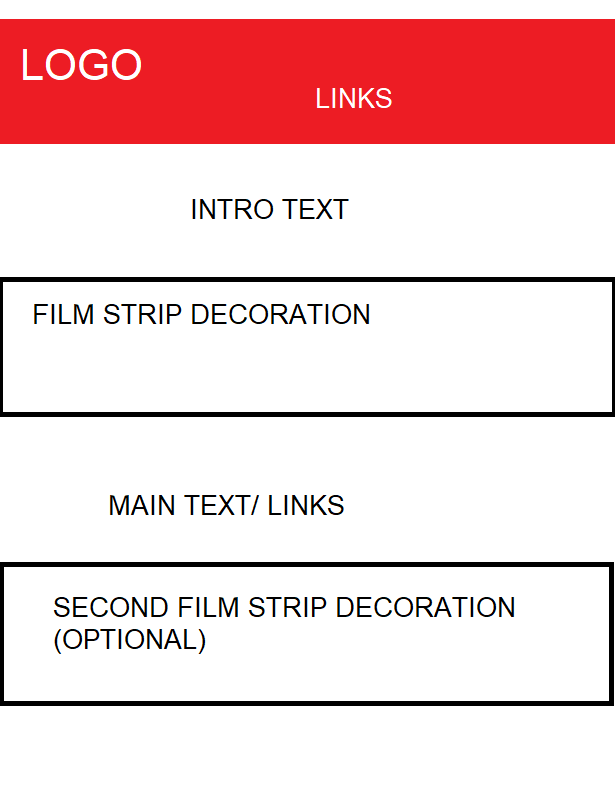 LOGO
LINKS
INTRO TEXT
FILM STRIP DECORATION
MAIN TEXT/ LINKS
SECOND FILM STRIP DECORATION
(OPTIONAL)